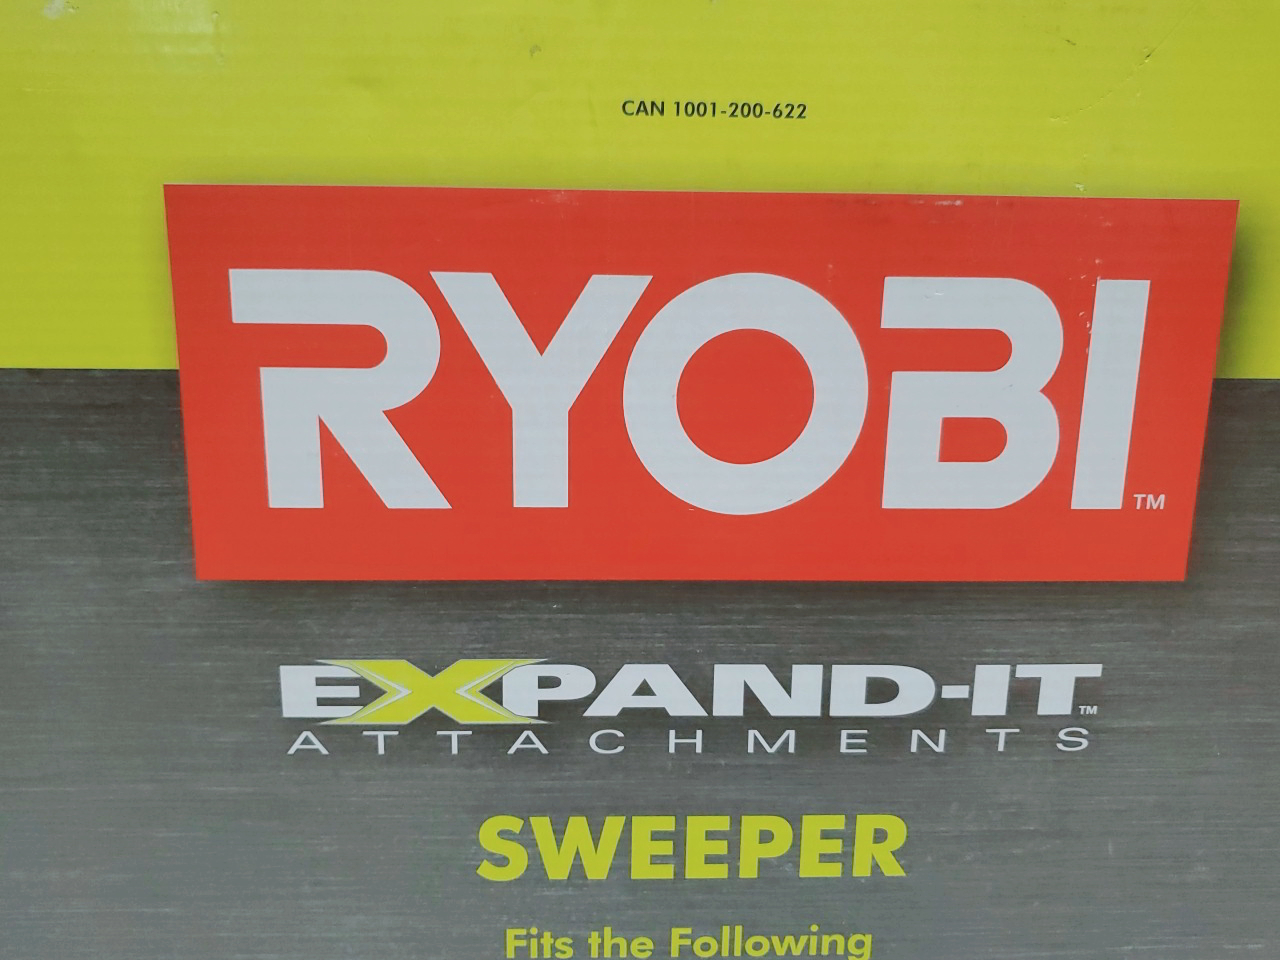 CAN 1001-200-622
RYOBI™
EXPAND-IT™
ATTACHMENTS
SWEEPER
Fits the Following